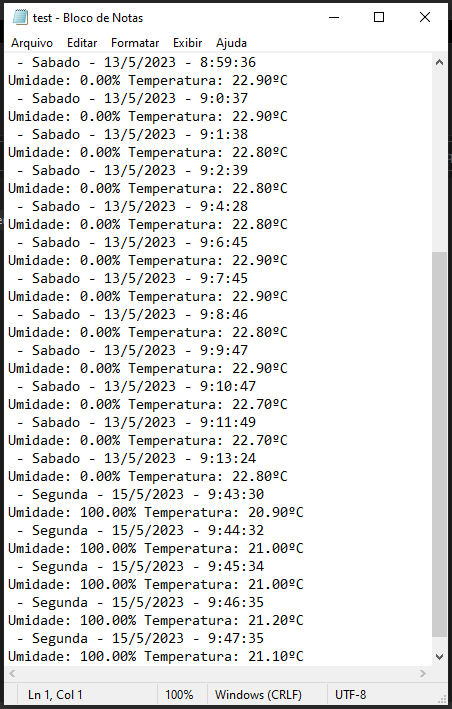 test - Bloco de Notas
Arquivo Editar Formatar Exibir Ajuda
- Sabado - 13/5/2023 - 8:59:36
Umidade: 0.00% Temperatura: 22.90ºC
- Sabado - 13/5/2023 - 9:0:37
Umidade: 0.00% Temperatura: 22.90ºC
- Sabado - 13/5/2023 - 9:1:38
Umidade: 0.00% Temperatura: 22.80ºC
- Sabado - 13/5/2023 - 9:2:39
Umidade: 0.00% Temperatura: 22.80ºC
- Sabado - 13/5/2023 - 9:4:28
Umidade: 0.00% Temperatura: 22.80ºC
- Sabado - 13/5/2023 - 9:6:45
Umidade: 0.00% Temperatura: 22.90ºC
- Sabado - 13/5/2023 - 9:7:45
Umidade: 0.00% Temperatura: 22.90ºC
- Sabado - 13/5/2023 - 9:8:46
Umidade: 0.00% Temperatura: 22.80ºC
- Sabado - 13/5/2023 - 9:9:47
Umidade: 0.00% Temperatura: 22.90ºC
- Sabado - 13/5/2023 - 9:10:47
Umidade: 0.00% Temperatura: 22.70ºC
- Sabado - 13/5/2023 - 9:11:49
Umidade: 0.00% Temperatura: 22.70ºC
- Sabado - 13/5/2023 - 9:13:24
Umidade: 0.00% Temperatura: 22.80ºC
- Segunda - 15/5/2023 - 9:43:30
Umidade: 100.00% Temperatura: 20.90ºC
- Segunda - 15/5/2023 - 9:44:32
Umidade: 100.00% Temperatura: 21.00ºC
- Segunda - 15/5/2023 - 9:45:34
Umidade: 100.00% Temperatura: 21.00ºC
- Segunda - 15/5/2023 - 9:46:35
Umidade: 100.00% Temperatura: 21.20ºC
- Segunda - 15/5/2023 - 9:47:35
Umidade: 100.00% Temperatura: 21.10ºC
Ln 1, Col 1 100% Windows (CRLF) UTF-8